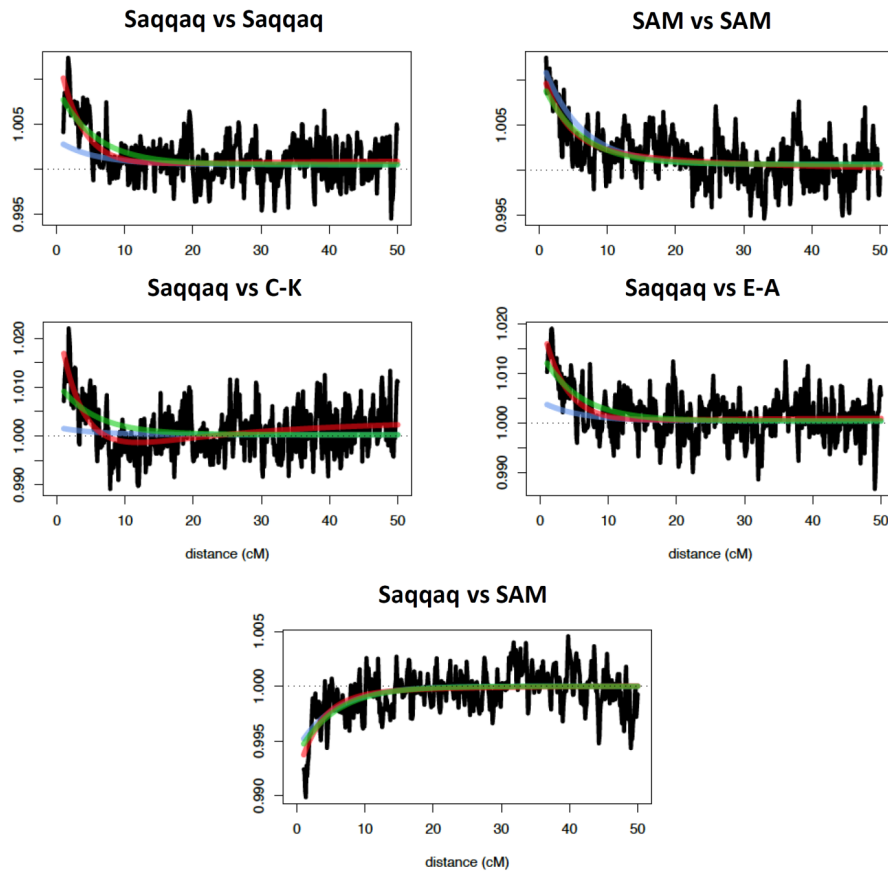 Saqqaq vs Saqqaq
SAM vs SAM
1.005
0.995
0 10 20 30 40 50
1.005
0.995
0 10 20 30 40 50
Saqqaq vs C-K
Saqqaq vs E-A
1.020
1.010
1.000
0.990
0 10 20 30 40 50
distance (cM)
1.020
1.010
1.000
0.990
0 10 20 30 40 50
distance (cM)
Saqqaq vs SAM
1.005
1.000
0.995
0.990
0 10 20 30 40 50
distance (cM)